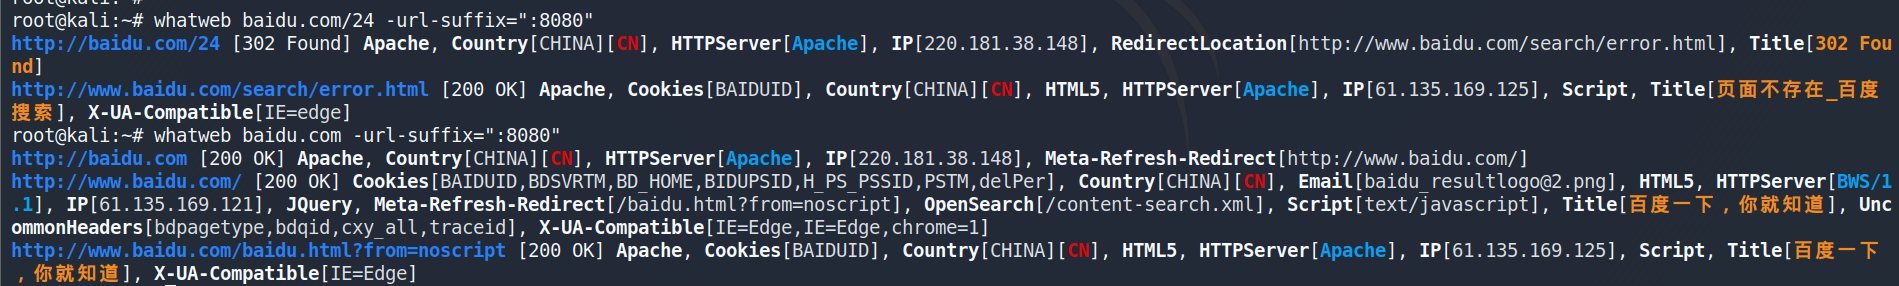 root@kali:~#
root@kali:~# whatweb baidu.com/24 -url-suffix=":8080"
http://baidu.com/24 [302 Found] Apache, Country[CHINA][CN], HTTPServer[Apache], IP[220.181.38.148], RedirectLocation[http://www.baidu.com/search/error.html], Title[302 Fou
nd]
http://www.baidu.com/search/error.html [200 OK] Apache, Cookies[BAIDUID], Country[CHINA][CN], HTML5, HTTPServer[Apache], IP[61.135.169.125], Script, Title[页面不存在_百度
搜索], X-UA-Compatible[IE=edge]
root@kali:~# whatweb baidu.com -url-suffix=":8080"
http://baidu.com [200 OK] Apache, Country[CHINA][CN], HTTPServer[Apache], IP[220.181.38.148], Meta-Refresh-Redirect[http://www.baidu.com/]
http://www.baidu.com/ [200 OK] Cookies[BAIDUID,BDSVRTM,BD_HOME,BIDUPSID,H_PS_PSSID,PSTM,delPer], Country[CHINA][CN], Email[baidu_resultlogo@2.png], HTML5, HTTPServer[BWS/1
.1], IP[61.135.169.121], JQuery, Meta-Refresh-Redirect[/baidu.html?from=noscript], OpenSearch[/content-search.xml], Script[text/javascript], Title[百度一下，你就知道], Unc
ommonHeaders[bdpagetype,bdqid,cxy_all,traceid], X-UA-Compatible[IE=Edge,IE=Edge,chrome=1]
http://www.baidu.com/baidu.html?from=noscript [200 OK] Apache, Cookies[BAIDUID], Country[CHINA][CN], HTML5, HTTPServer[Apache], IP[61.135.169.125], Script, Title[百度一下
，你就知道], X-UA-Compatible[IE=Edge]